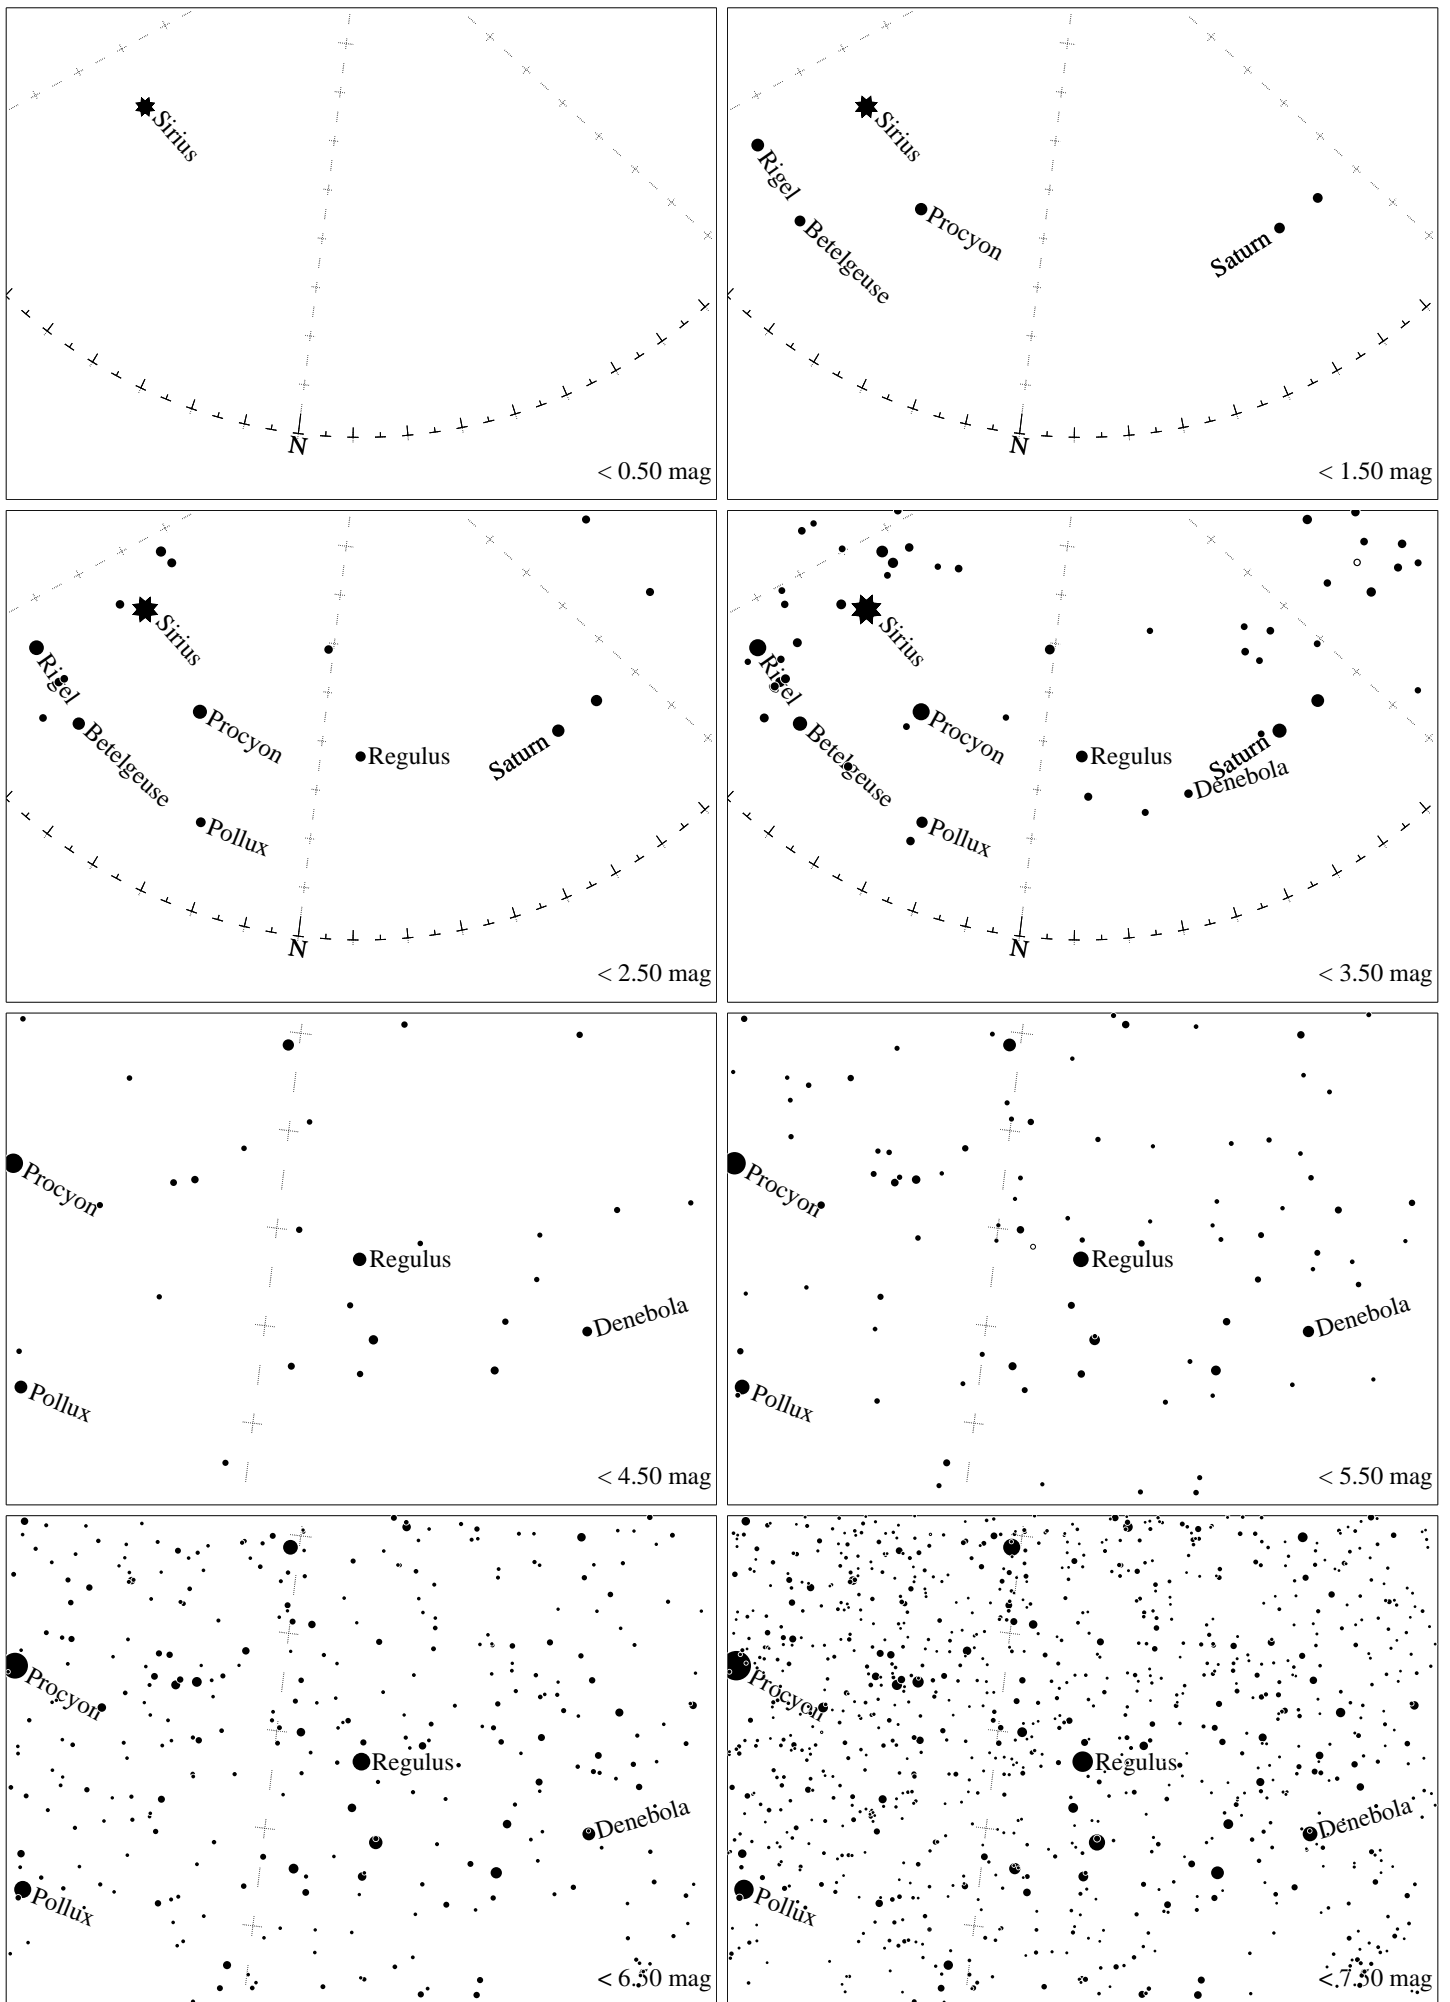 Sirius
N
< 0.50 mag
Sirius
Rigel
Procyon
Betelgeuse
Saturn
N
< 1.50 mag
Sirius
Rigel
Procyon
Betelgeuse
Regulus
Saturn
Pollux
N
< 2.50 mag
Sirius
Rigel
Procyon
Betelgeuse
Regulus
Saturn
Denebola
Pollux
N
< 3.50 mag
Procyon
Regulus
Denebola
Pollux
< 4.50 mag
Procyon
Regulus
Denebola
Pollux
< 5.50 mag
Procyon
Regulus
Denebola
Pollux
< 6.50 mag
Procyon
Regulus
Denebola
Pollux
< 7.50 mag